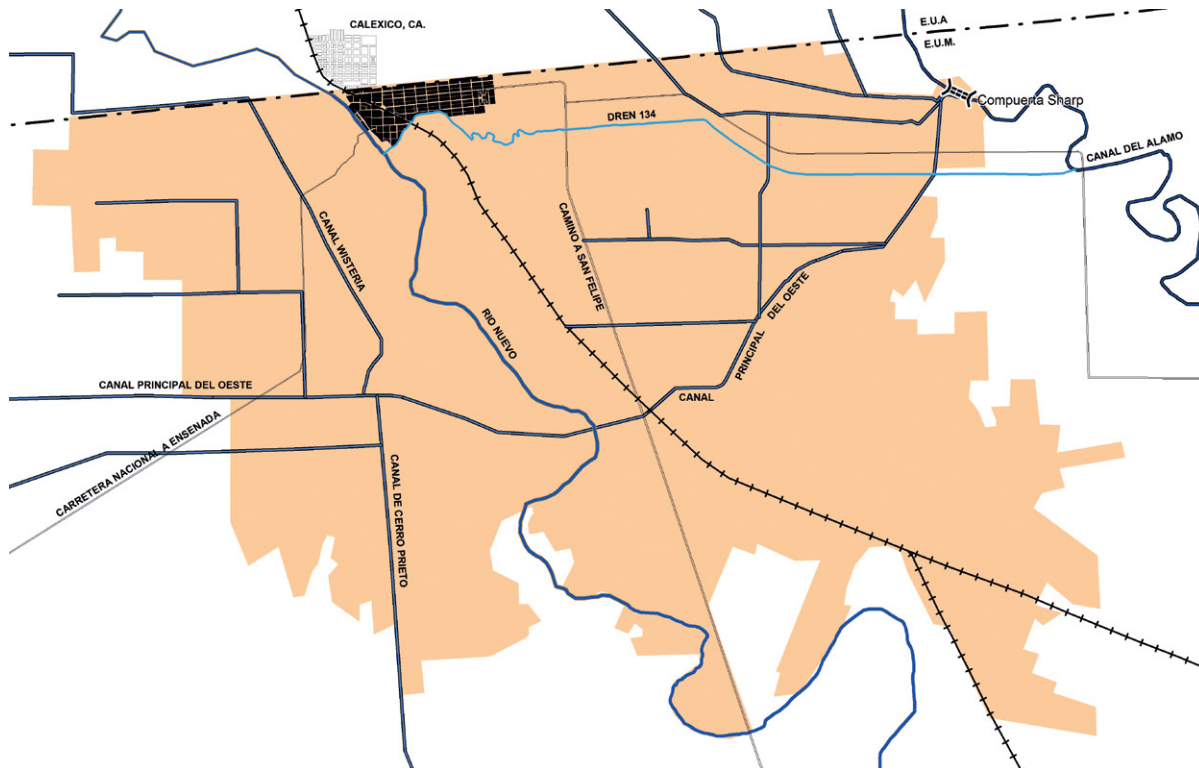 CALEXICO, CA.
E.U.A
E.U.M.
Compuerta Sharp
DREN 134
CANAL DEL ALAMO
CANAL WISTERIA
CAMINO A SAN FELIPE
RIO NUEVO
CANAL PRINCIPAL DEL OESTE
CANAL PRINCIPAL DEL OESTE
CARRETERA NACIONAL A ENSENADA
CANAL DE CERRO PRIETO